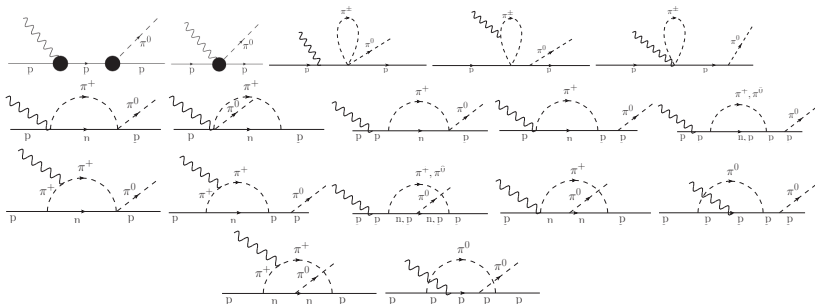 π⁰ p p p
π⁰ p p
π± π⁰ p p
π± π⁰ p p
π± π⁰ p p
π⁺ p n π⁰ p
π⁺ π⁰ p n p
π⁺ π⁰ p p n p
π⁺ π⁰ p n p p
π⁺, π⁰ π⁰ p p n, p p p
π⁺ π⁺ π⁰ p n p
π⁺ π⁺ π⁰ p n p p
π⁺, π⁰ π⁰ p p n, p n, p p
π⁺ π⁰ p n n p
π⁰ π⁰ p p p p p
π⁺ π⁺ π⁰ p n n p
π⁰ π⁰ p p p p p